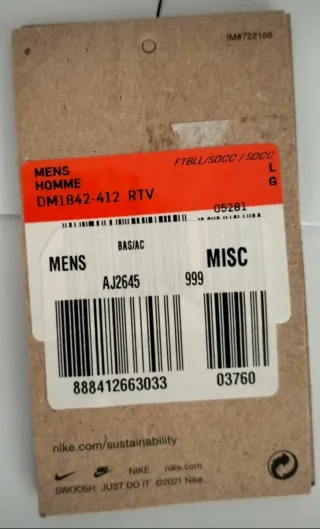 IM#722166
FTBLL/SOCC / SOCC
MENS
HOMME
L
G
DM1842-412 RTV
05281
BAS/AC
MENS
MISC
AJ2645
999
888412663033
03760
nike.com/sustainability
NIKE nike.com
SWOOSH JUST DO IT ©2021 Nike